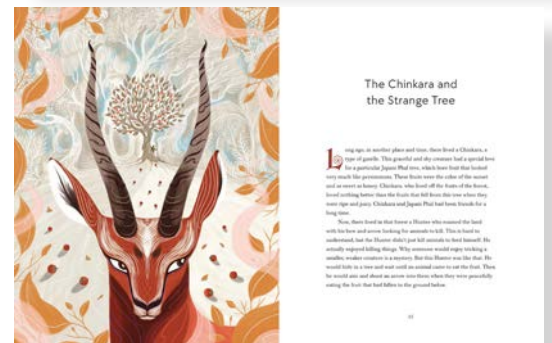 The Chinkara and
the Strange Tree
Long ago, in another place and time, there lived a Chinkara, a
type of gazelle. This graceful and shy creature had a special love
for a particular Japani Phal tree, which bore fruit that looked
very much like persimmons. These fruits were the color of the sunset
and as sweet as honey. Chinkara, who lived off the fruits of the forest,
loved nothing better than the fruits that fell from this tree when they
were ripe and juicy. Chinkara and Japani Phal had been friends for a
long time.
Now, there lived in that forest a Hunter who roamed the land
with his bow and arrow looking for animals to kill. This is hard to
understand, but the Hunter didn't just kill animals to feed himself. He
actually enjoyed killing things. Why someone would enjoy tricking a
smaller, weaker creature is a mystery. But this Hunter was like that. He
would hide in a tree and wait until an animal came to eat the fruit. Then
he would aim and shoot an arrow into them when they were peacefully
eating the fruit that had fallen to the ground below.